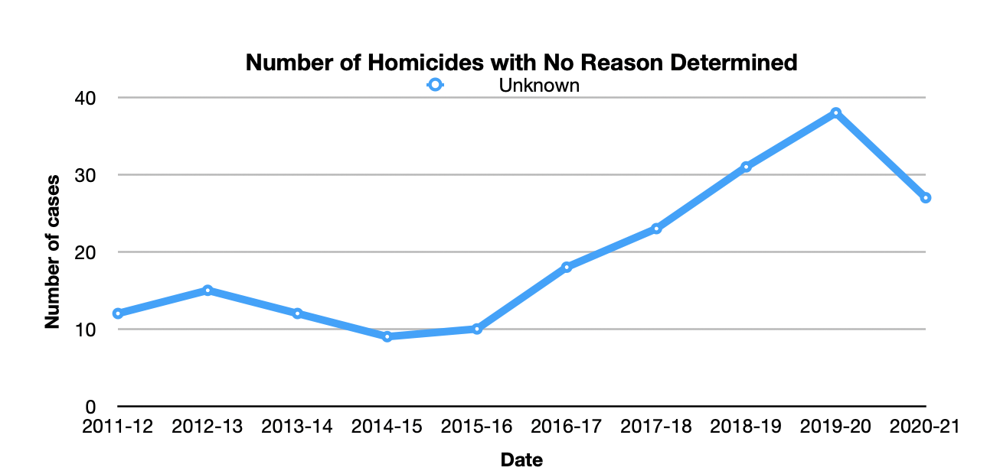 Number of Homicides with No Reason Determined
Unknown
40
30
20
10
0
Number of cases
2011-12 2012-13 2013-14 2014-15 2015-16 2016-17 2017-18 2018-19 2019-20 2020-21
Date